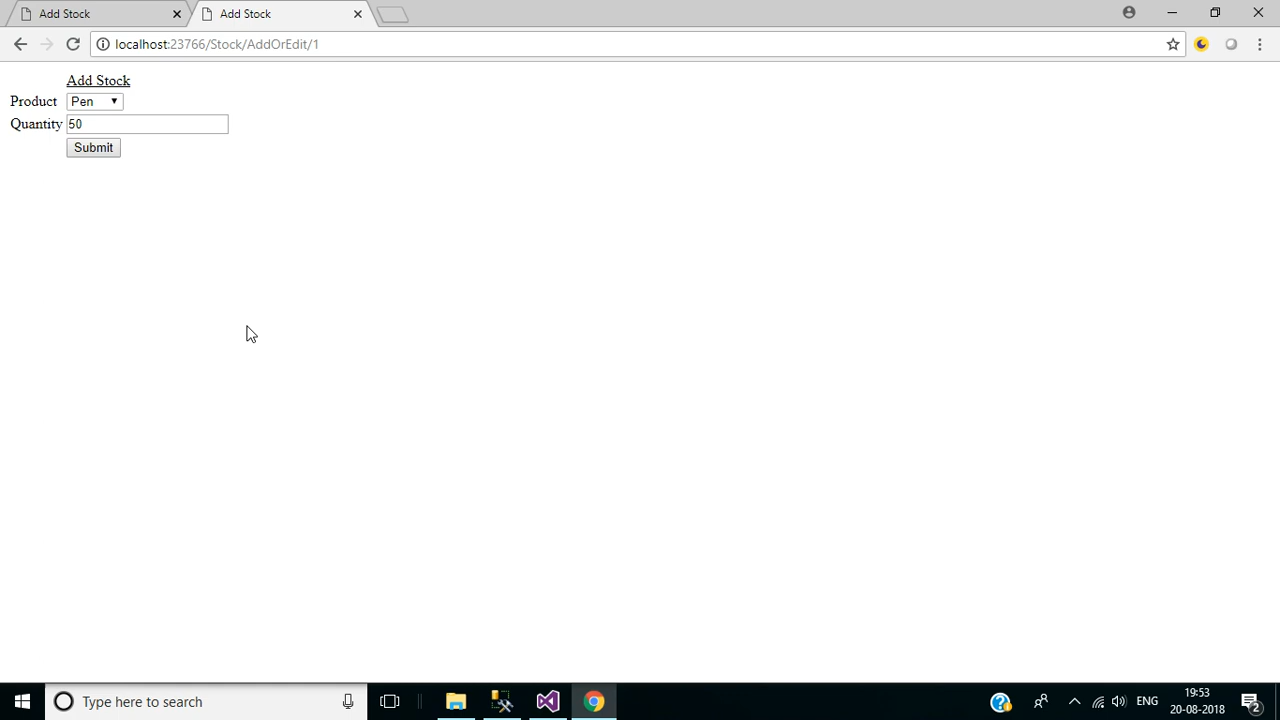 Add Stock
Add Stock
localhost:23766/Stock/AddOrEdit/1
Add Stock
Product Pen
Quantity 50
Submit
Type here to search
ENG
19:53
20-08-2018
2